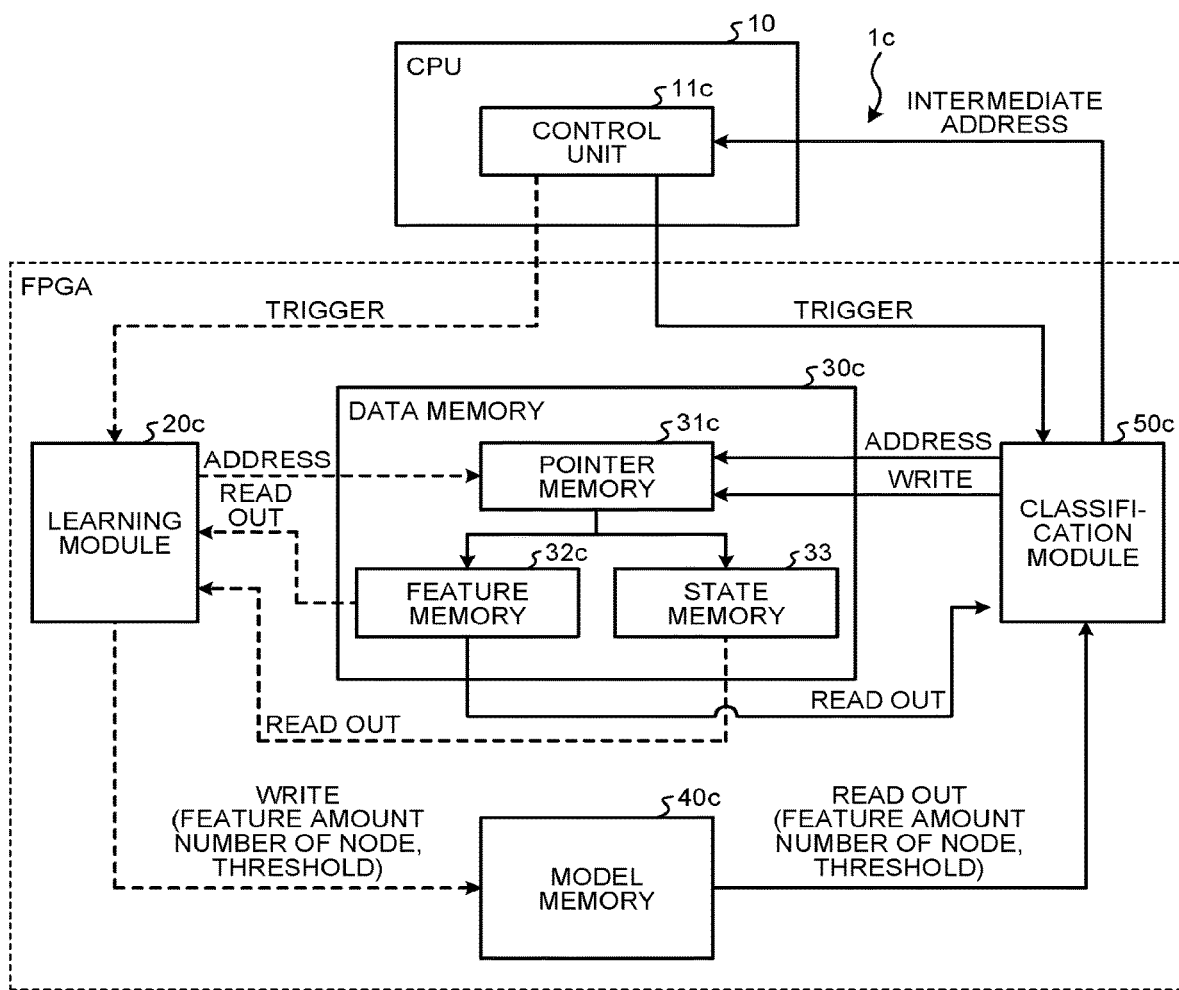 10
1c
CPU
11c
INTERMEDIATE
ADDRESS
CONTROL
UNIT
FPGA
TRIGGER
TRIGGER
30c
DATA MEMORY
20c
31c
50c
ADDRESS
POINTER
MEMORY
ADDRESS
WRITE
READ
OUT
LEARNING
MODULE
CLASSIFI-
CATION
MODULE
32c
33
FEATURE
MEMORY
STATE
MEMORY
READ OUT
READ OUT
WRITE
(FEATURE AMOUNT
NUMBER OF NODE,
THRESHOLD)
40c
MODEL
MEMORY
READ OUT
(FEATURE AMOUNT
NUMBER OF NODE,
THRESHOLD)